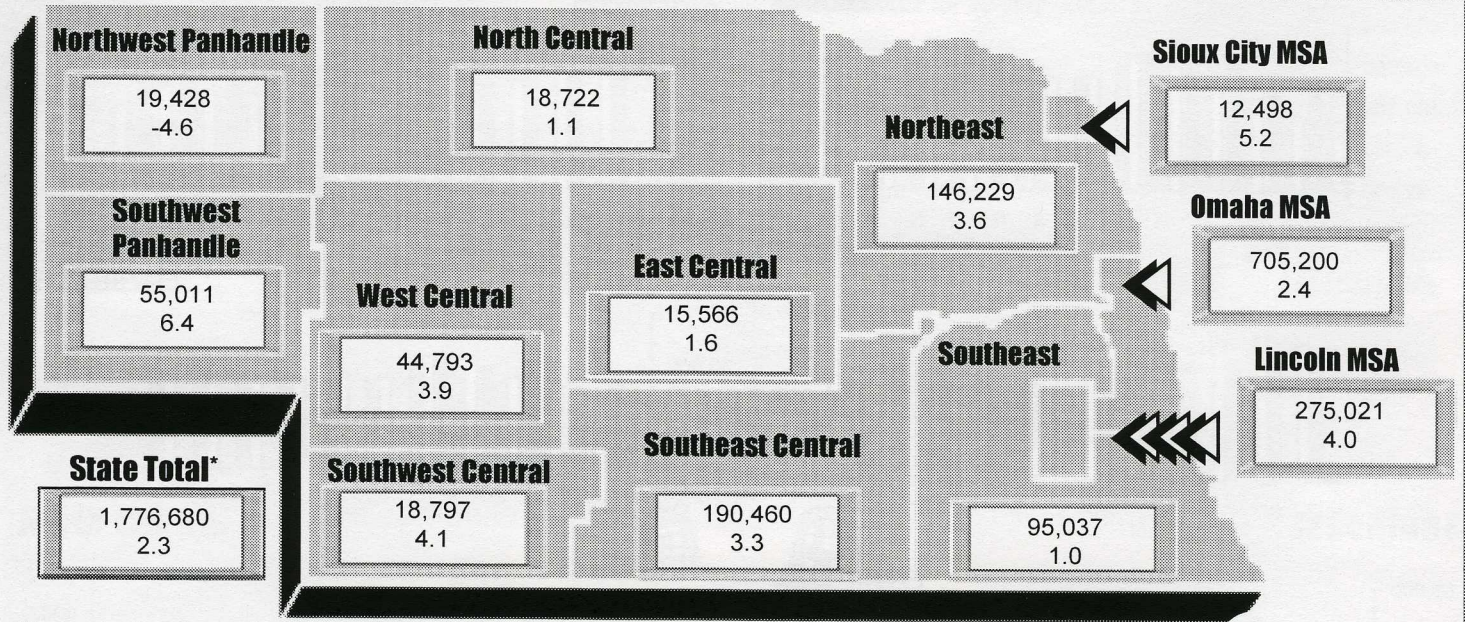 Northwest Panhandle
19,428
-4.6
North Central
18,722
1.1
Sioux City MSA
12,498
5.2
Northeast
146,229
3.6
Southwest
Panhandle
55,011
6.4
Omaha MSA
705,200
2.4
West Central
44,793
3.9
East Central
15,566
1.6
Southeast
Lincoln MSA
275,021
4.0
State Total*
1,776,680
2.3
Southwest Central
18,797
4.1
Southeast Central
190,460
3.3
95,037
1.0